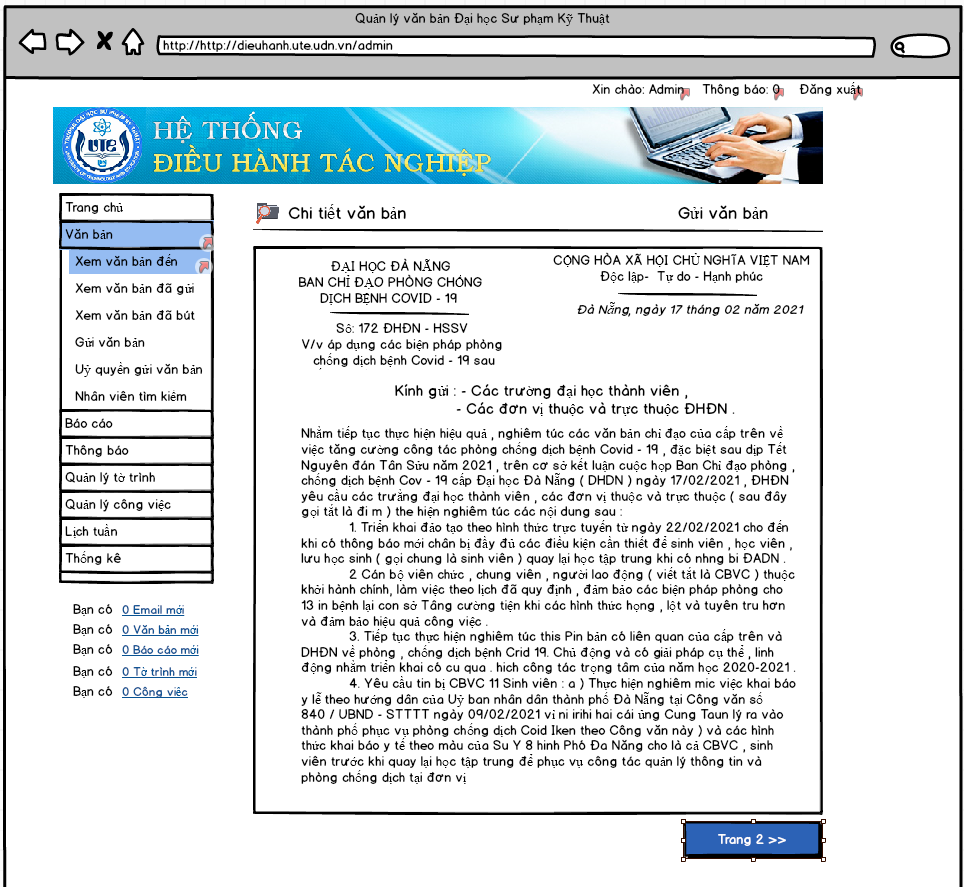 Quản lý văn bản Đại học Sư phạm Kỹ Thuật
http://http://dieuhanh.ute.udn.vn/admin
Xin chào: Admin Thông báo: 0 Đăng xuất
UTE
HỆ THỐNG
ĐIỀU HÀNH TÁC NGHIỆP
Trang chủ
Văn bản
Xem văn bản đến
Xem văn bản đã gửi
Xem văn bản đã bút
Gửi văn bản
Uỷ quyền gửi văn bản
Nhân viên tìm kiếm
Báo cáo
Thông báo
Quản lý tờ trình
Quản lý công việc
Lịch tuần
Thống kê
Bạn có 0 Email mới
Bạn có 0 Văn bản mới
Bạn có 0 Báo cáo mới
Bạn có 0 Tờ trình mới
Bạn có 0 Công viêc
Chi tiết văn bản Gửi văn bản
ĐẠI HỌC ĐÀ NẴNG
BAN CHỈ ĐẠO PHÒNG CHÓNG
DỊCH BỆNH COVID - 19
CỘNG HÒA XÃ HỘI CHỦ NGHĨA VIỆT NAM
Độc lập- Tự do - Hạnh phúc
Đà Nẵng, ngày 17 tháng 02 năm 2021
Số: 172 ĐHĐN - HSSV
V/v áp dụng các biện pháp phòng
chống dịch bệnh Covid - 19 sau
Kính gửi : - Các trường đại học thành viên ,
- Các đơn vị thuộc và trực thuộc ĐHĐN .
Nhằm tiếp tục thực hiện hiệu quả , nghiêm túc các văn bản chỉ đạo của cấp trên về
việc tăng cường công tác phòng chống dịch bệnh Covid - 19 , đặc biệt sau dịp Tết
Nguyên đán Tân Sửu năm 2021 , trên cơ sở kết luận cuộc họp Ban Chỉ đạo phòng ,
chống dịch bệnh Cov - 19 cấp Đại học Đà Nẵng ( DHDN ) ngày 17/02/2021 , ĐHĐN
yêu cầu các trưăng đại học thành viên , các đơn vị thuộc và trực thuộc ( sau đây
gọi tắt là đi m ) the hiện nghiêm túc các nội dung sau :
1. Triển khai đảo tạo theo hình thức trực tuyến từ ngày 22/02/2021 cho đến
khi có thông báo mới chân bị đầy đủ các điều kiện cần thiết để sinh viên , học viên ,
lưu học sinh ( gọi chung là sinh viên ) quay lại học tập trung khi có nhng bi ĐADN .
2. Cán bộ viên chức , chung viên , người lao động ( viết tắt là CBVC ) thuộc
khởi hành chính, làm việc theo lịch đã quy định , đảm bảo các biện pháp phòng cho
13 in bệnh lại con sở Tâng cường tiện khi các hình thức họng , lột và tuyên tru hơn
và đảm bảo hiệu quả công việc .
3. Tiếp tục thực hiện nghiêm túc this Pin bản có liên quan của cấp trên và
DHĐN về phòng , chống dịch bệnh Crid 19. Chủ động và có giải pháp cụ thể , linh
động nhằm triển khai có cu qua . hich công tác trọng tâm của năm học 2020-2021 .
4. Yêu cầu tin bị CBVC 11 Sinh viên : a ) Thực hiện nghiêm mic việc khai báo
y lễ theo hướng dân của Uỷ ban nhân dân thành phố Đà Nẵng tại Công văn số
840 / UBND - STTTT ngày 09/02/2021 vi ni irihi hai cái ủng Cung Taun lý ra vào
thành phố phục vụ phòng chống dịch Coid Iken theo Công văn này ) và các hình
thức khai báo y tế theo màu của Su Y 8 hinh Phó Đa Năng cho là cả CBVC , sinh
viên trước khi quay lại học tập trung để phục vụ công tác quản lý thông tin và
phòng chống dịch tại đơn vị
Trang 2 >>